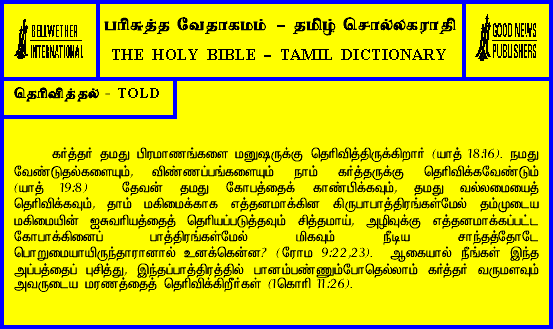 BELLWETHER
INTERNATIONAL
பரிசுத்த வேதாகமம் – தமிழ் சொல்லகராதி
THE HOLY BIBLE – TAMIL DICTIONARY
GOOD NEWS
PUBLISHERS
தெரிவித்தல் - TOLD
கர்த்தர் தமது பிரமாணங்களை மனுஷருக்கு தெரிவித்திருக்கிறார் (யாத் 18:16). நமது
வேண்டுதல்களையும், விண்ணப்பங்களையும் நாம் கர்த்தருக்கு தெரிவிக்கவேண்டும்
(யாத் 19:8) தேவன் தமது கோபத்தைக் காண்பிக்கவும், தமது வல்லமையைத்
தெரிவிக்கவும், தாம் மகிமைக்காக எத்தனமாக்கின கிருபாபாத்திரங்கள்மேல் தம்முடைய
மகிமையின் ஐசுவரியத்தைத் தெரியப்படுத்தவும் சித்தமாய், அழிவுக்கு எத்தனமாக்கப்பட்ட
கோபாக்கினைப் பாத்திரங்கள்மேல் மிகவும் நீடிய சாந்தத்தோடே
பொறுமையாயிருந்தாரானால் உனக்கென்ன? (ரோம 9:22,23). ஆகையால் நீங்கள் இந்த
அப்பத்தைப் புசித்து, இந்தப்பாத்திரத்தில் பானம்பண்ணும்போதெல்லாம் கர்த்தர் வருமளவும்
அவருடைய மரணத்தைத் தெரிவிக்கிறீர்கள் (1கொரி 11:26).